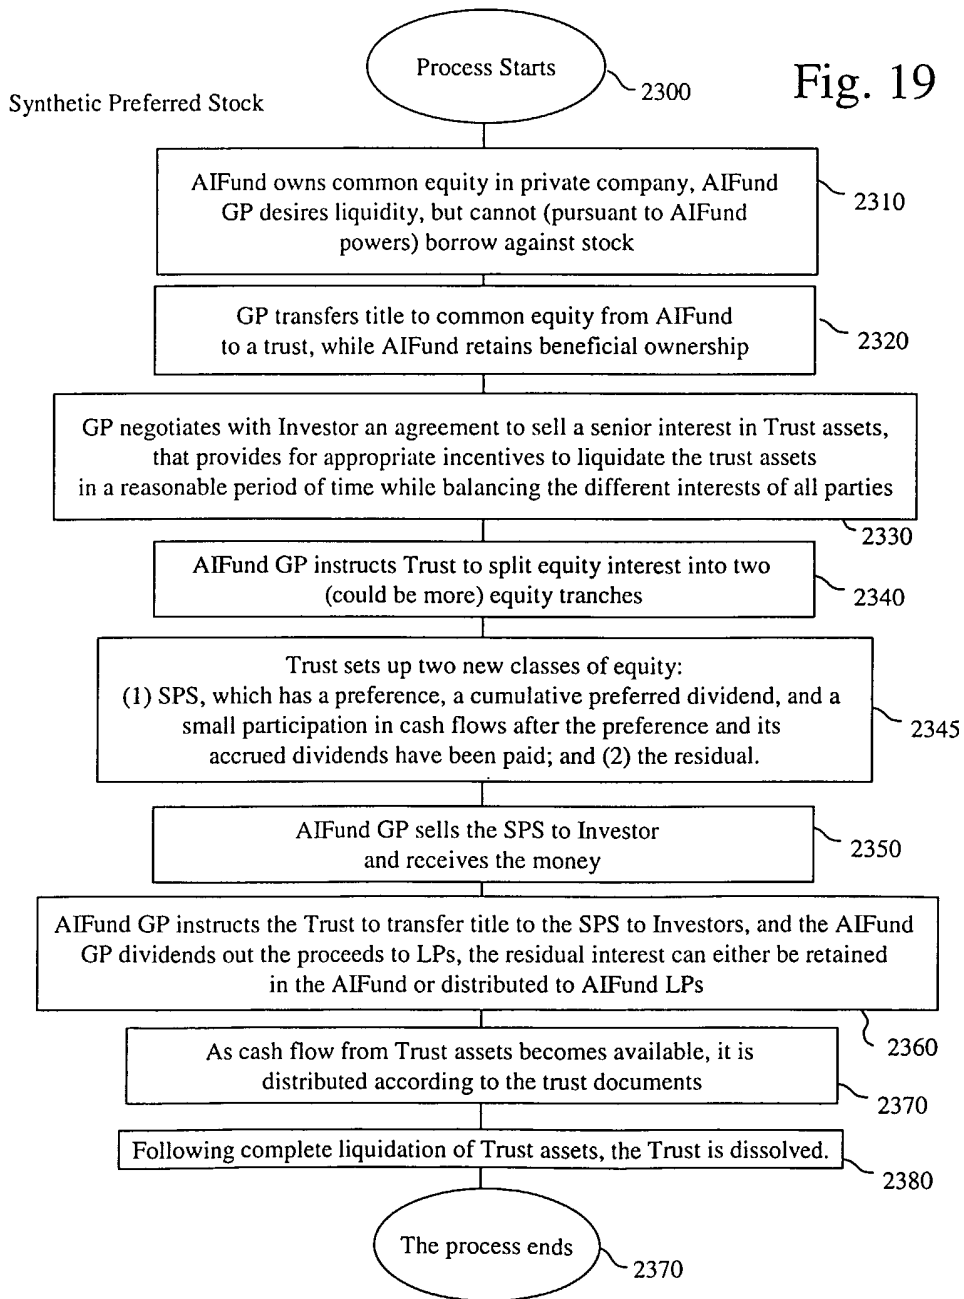 Process Starts
2300
Fig. 19
Synthetic Preferred Stock
AIFund owns common equity in private company, AIFund
GP desires liquidity, but cannot (pursuant to AIFund
powers) borrow against stock
2310
GP transfers title to common equity from AIFund
to a trust, while AIFund retains beneficial ownership
2320
GP negotiates with Investor an agreement to sell a senior interest in Trust assets,
that provides for appropriate incentives to liquidate the trust assets
in a reasonable period of time while balancing the different interests of all parties
2330
AIFund GP instructs Trust to split equity interest into two
(could be more) equity tranches
2340
Trust sets up two new classes of equity:
(1) SPS, which has a preference, a cumulative preferred dividend, and a
small participation in cash flows after the preference and its
accrued dividends have been paid; and (2) the residual.
2345
AIFund GP sells the SPS to Investor
and receives the money
2350
AIFund GP instructs the Trust to transfer title to the SPS to Investors, and the AIFund
GP dividends out the proceeds to LPs, the residual interest can either be retained
in the AIFund or distributed to AIFund LPs
2360
As cash flow from Trust assets becomes available, it is
distributed according to the trust documents
2370
Following complete liquidation of Trust assets, the Trust is dissolved.
2380
The process ends
2370